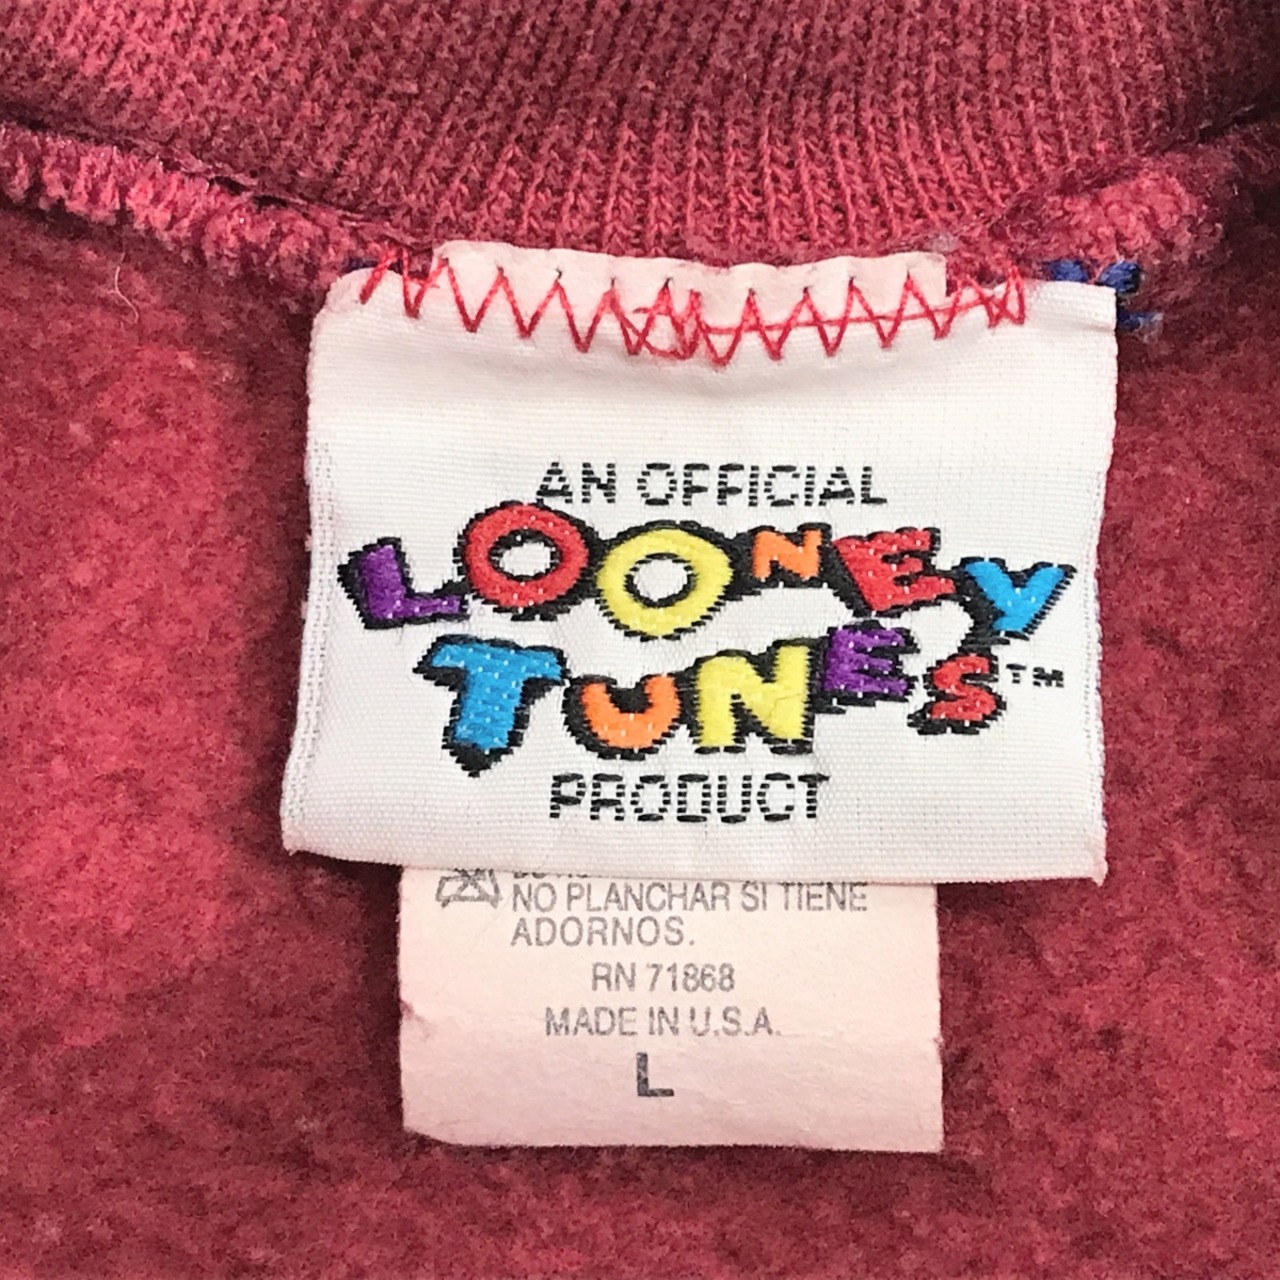 AN OFFICIAL
LOONEY
TUNES™
PRODUCT
NO PLANCHAR SI TIENE
ADORNOS.
RN 71868
MADE IN U.S.A.
L